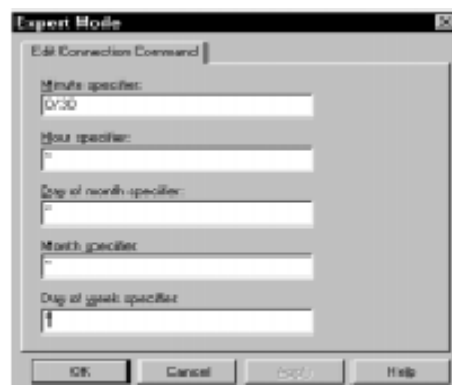 Expert Mode
Edit Connection Command
Minute specifier:
0/30
Hour specifier:
*
Day of month specifier:
*
Month specifier
*
Day of week specifier
OK
Cancel
Apply
Help